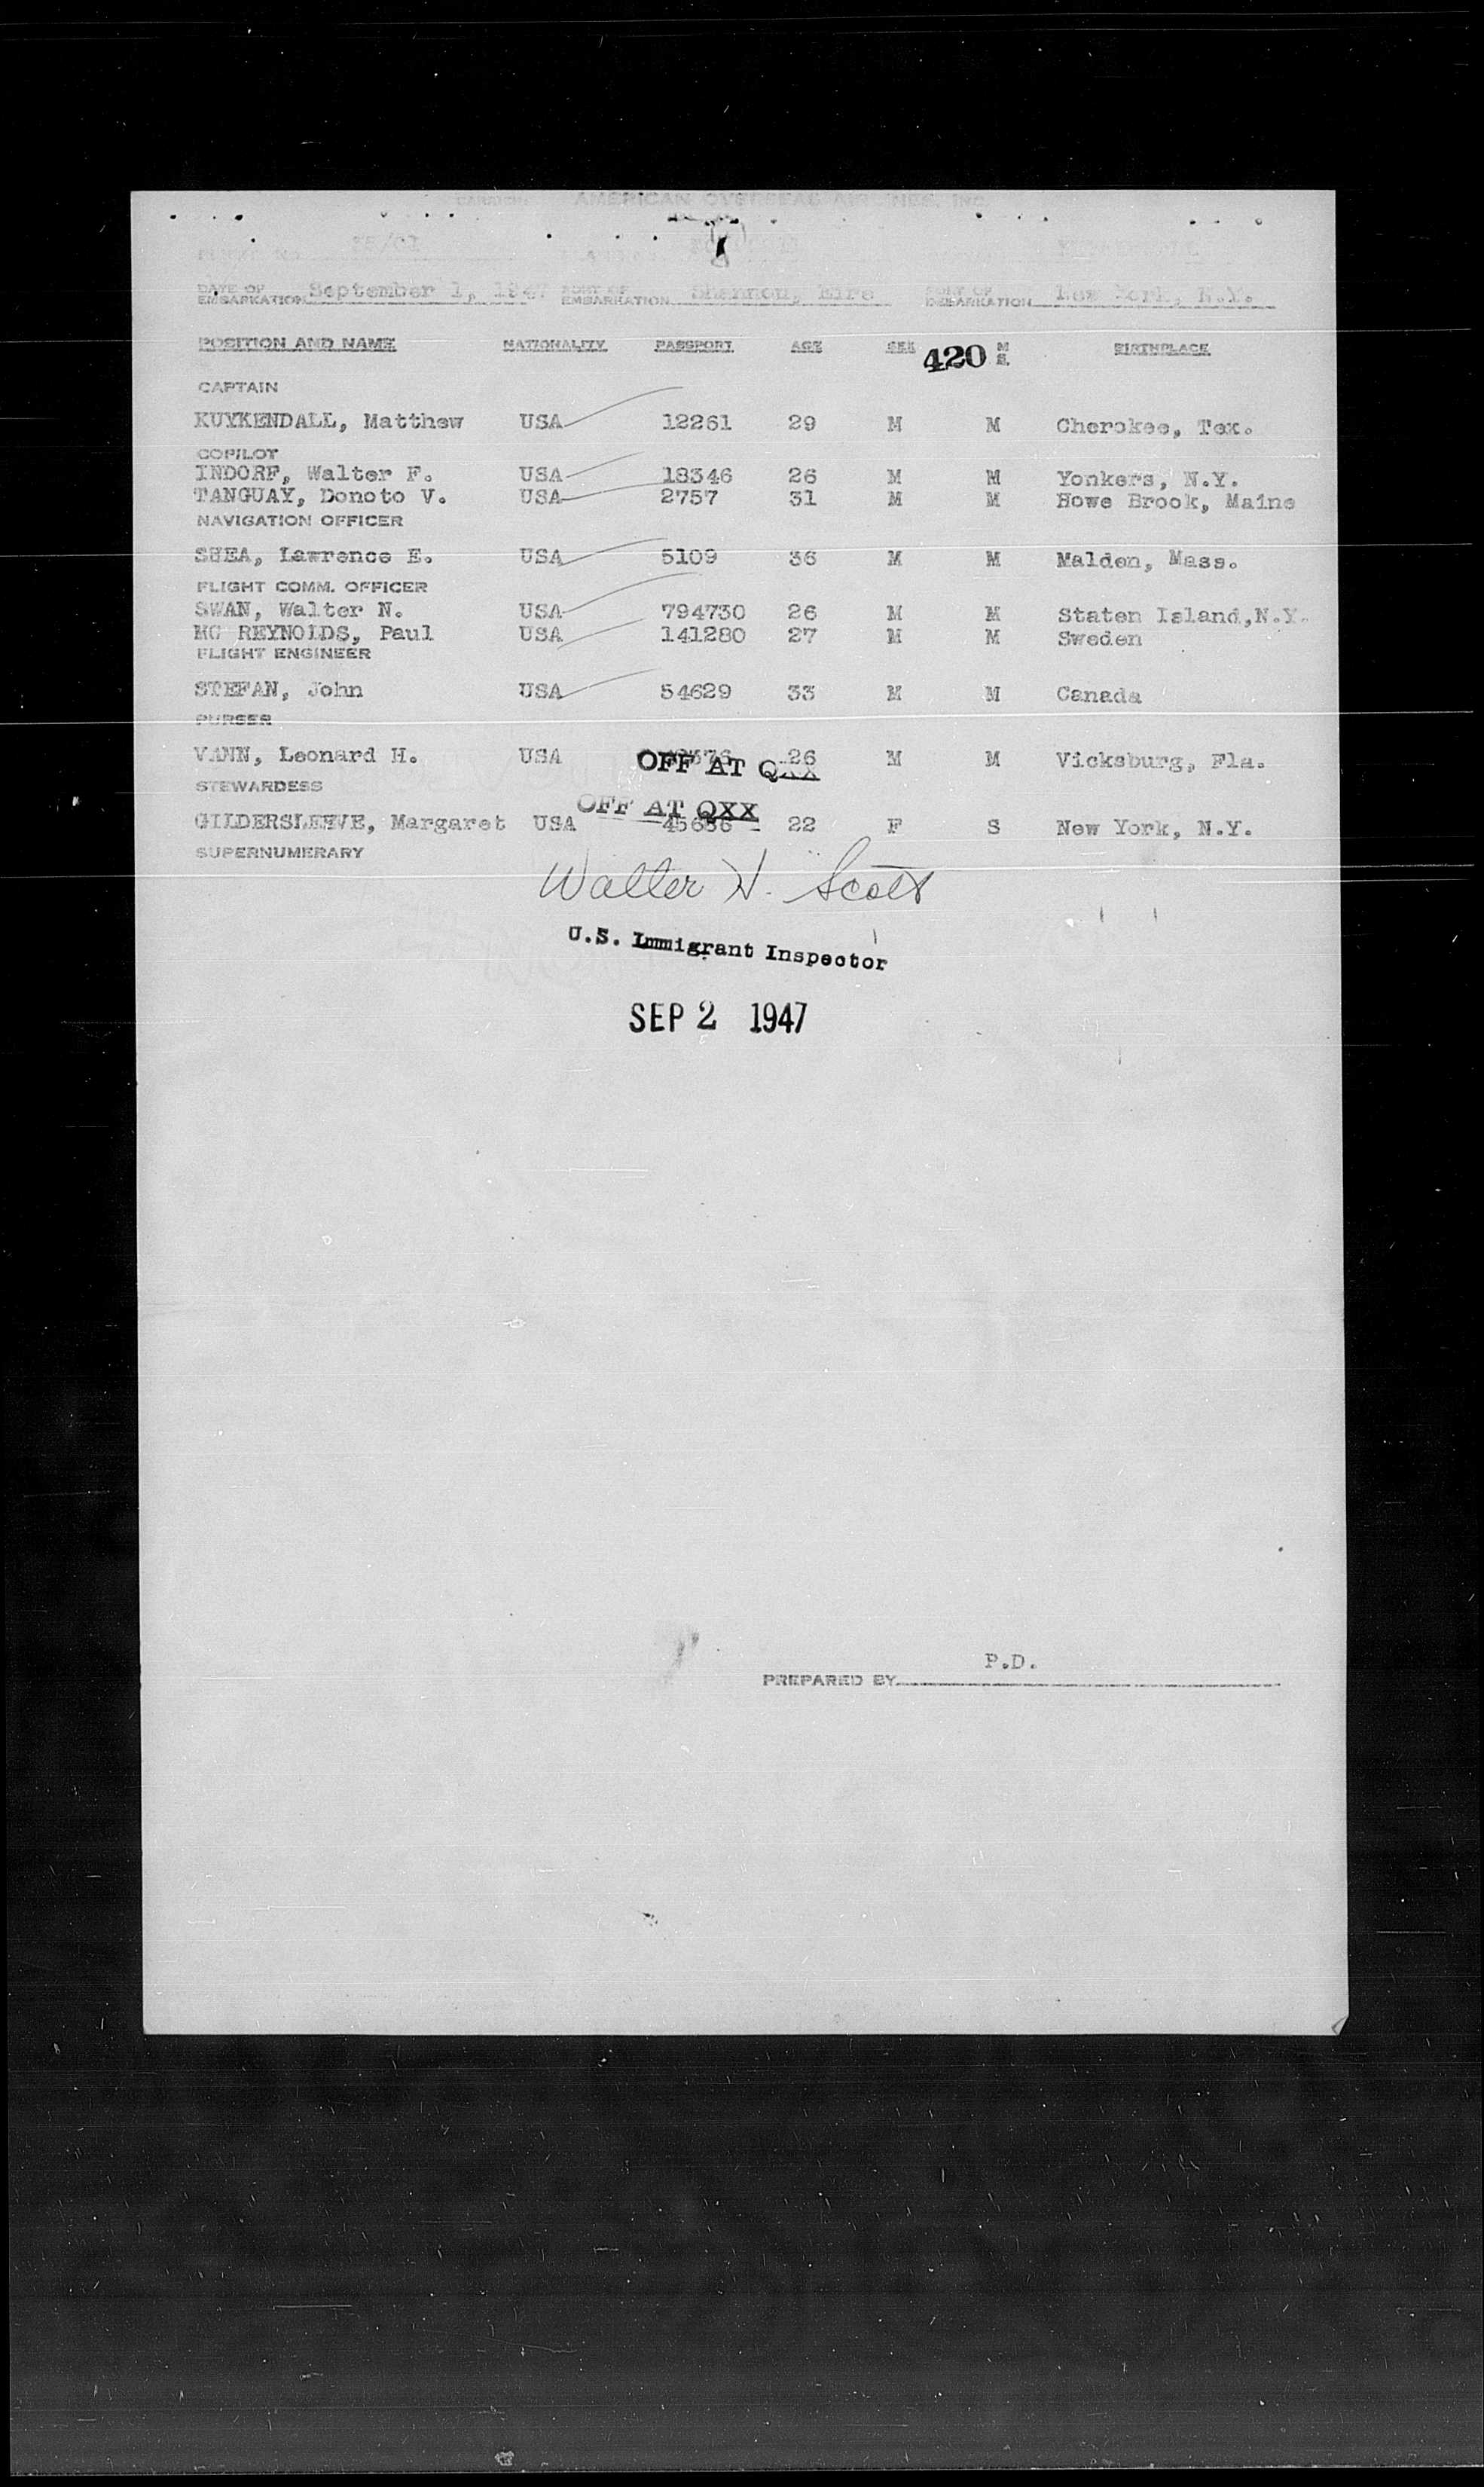 AMERICAN OVERSEAS AIRLINES, INC.
DATE OF EMBARKATION September 1, 1947 PORT OF EMBARKATION Shannon, Eire PORT OF DEBARKATION New York, N.Y.
POSITION AND NAME NATIONALITY PASSPORT AGE SEX 420 M S. BIRTHPLACE
CAPTAIN
KUYKENDALL, Matthew USA 12261 29 M M Cherokee, Tex.
COPILOT
INDORF, Walter F. USA 18346 26 M M Yonkers, N.Y.
TANGUAY, Donoto V. USA 2757 31 M M Howe Brook, Maine
NAVIGATION OFFICER
SHEA, Lawrence E. USA 5109 36 M M Malden, Mass.
FLIGHT COMM. OFFICER
SWAN, Walter N. USA 794730 26 M M Staten Island,N.Y.
MC REYNOLDS, Paul USA 141280 27 M M Sweden
FLIGHT ENGINEER
STEFAN, John USA 54629 33 M M Canada
PURSER
VANN, Leonard H. USA 26 M M Vicksburg, Fla.
OFF AT QXX
STEWARDESS
OFF AT QXX
GILDERSLEEVE, Margaret USA 45686 22 F S New York, N.Y.
SUPERNUMERARY
Walter H. Scott
U.S. Immigrant Inspector
SEP 2 1947
P.D.
PREPARED BY